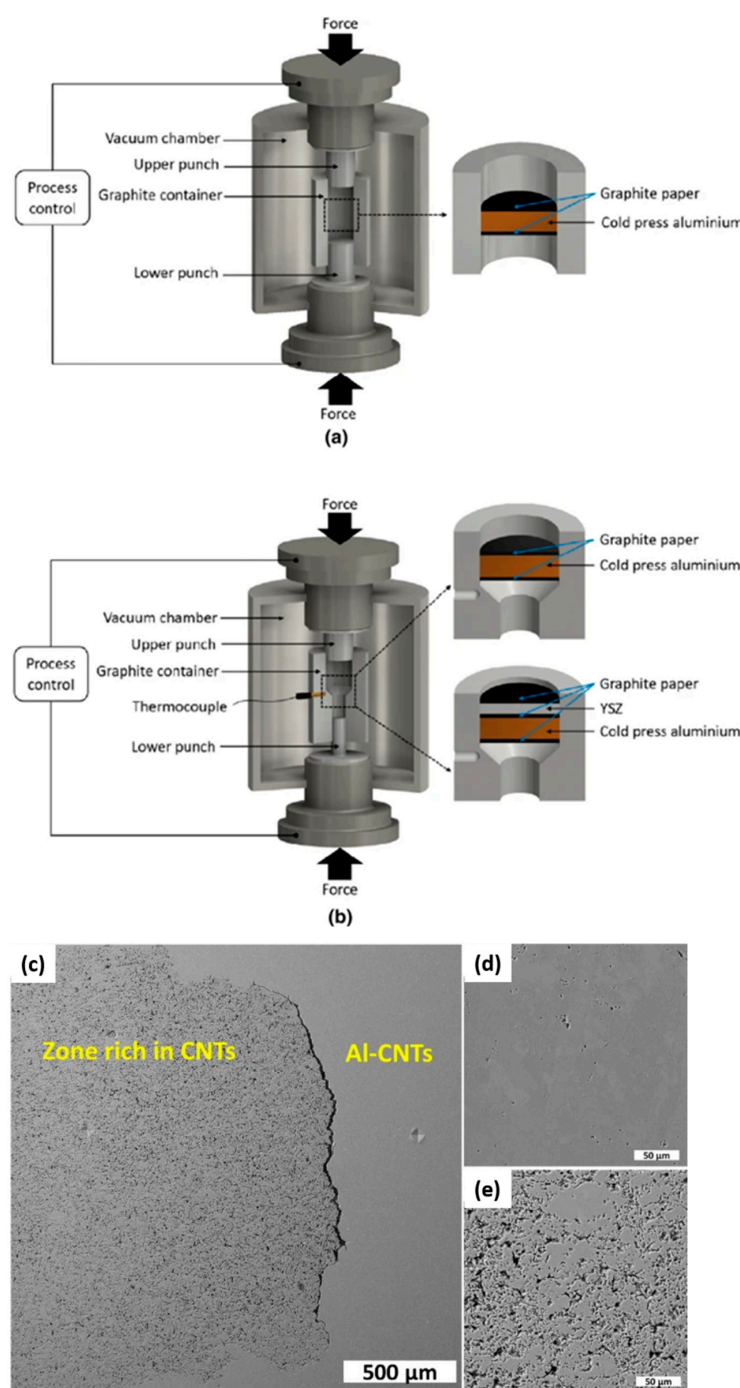 Force
Vacuum chamber
Upper punch
Process
control
Graphite container
Lower punch
Graphite paper
Cold press aluminium
Force
(a)
Force
Vacuum chamber
Upper punch
Process
control
Graphite container
Thermocouple
Lower punch
Graphite paper
Cold press aluminium
Graphite paper
YSZ
Cold press aluminium
Force
(b)
(c)
Zone rich in CNTs
Al-CNTs
500 µm
(d)
50 µm
(e)
50 µm